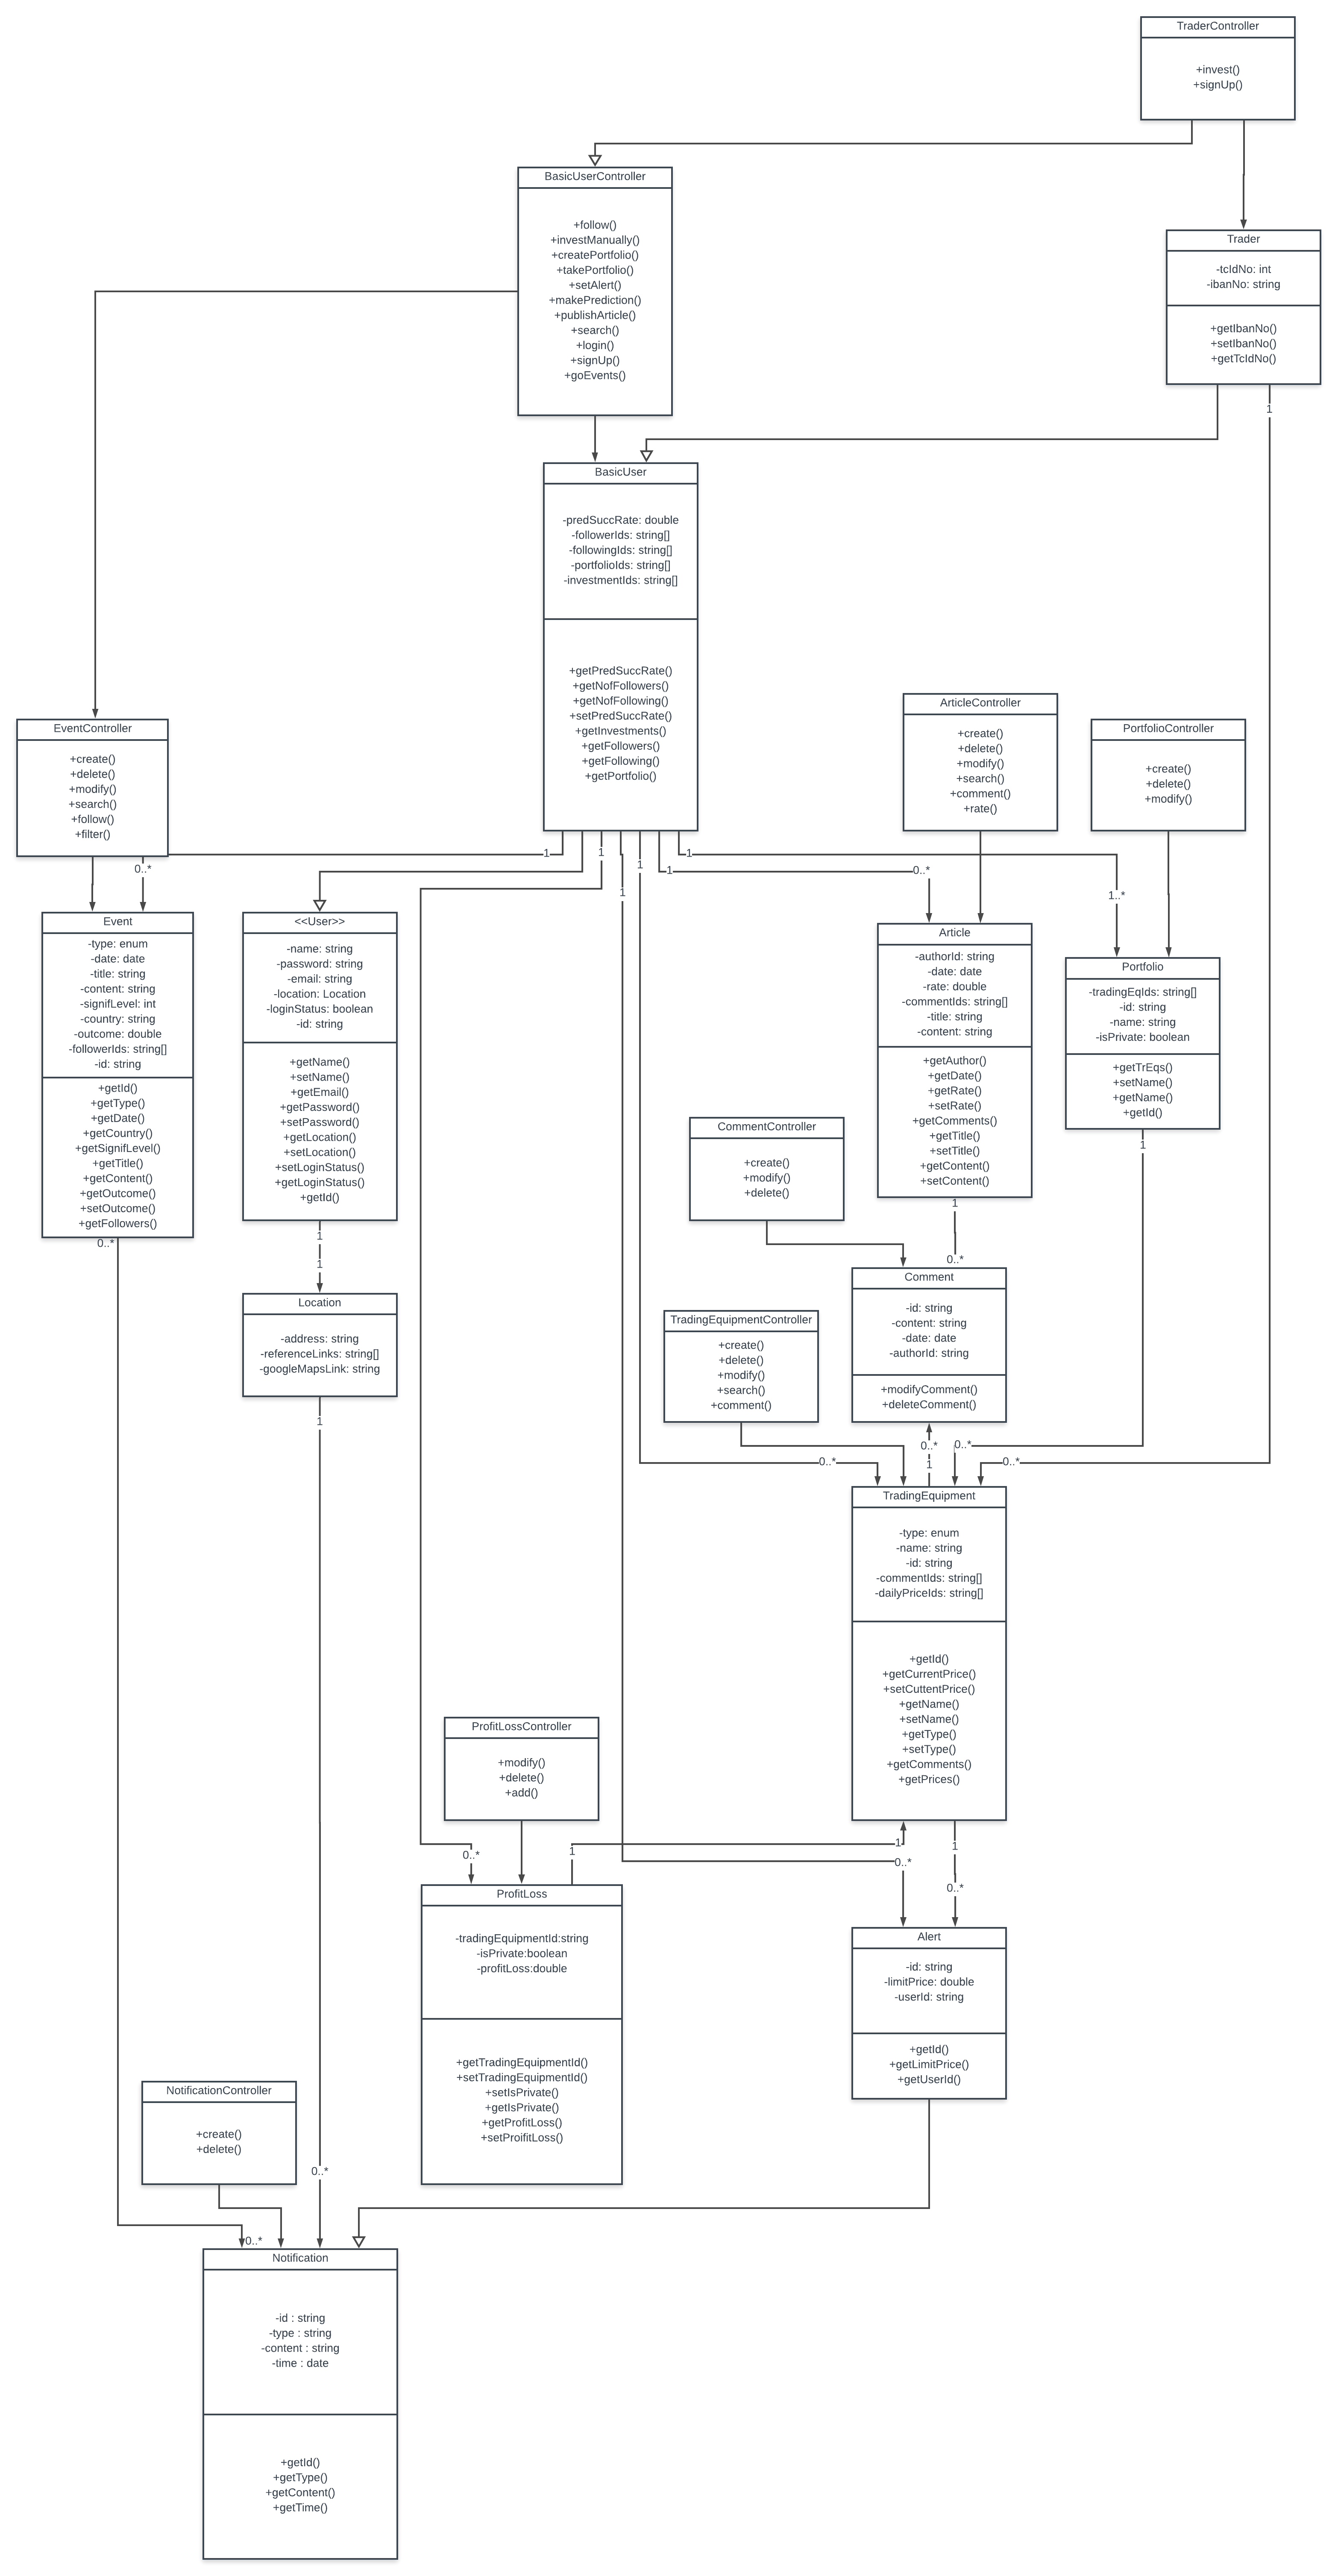 TraderController
+invest()
+signUp()
BasicUserController
+follow()
+investManually()
+createPortfolio()
+takePortfolio()
+setAlert()
+makePrediction()
+publishArticle()
+search()
+login()
+signUp()
+goEvents()
Trader
-tcIdNo: int
-ibanNo: string
+getIbanNo()
+setIbanNo()
+getTcIdNo()
1
BasicUser
-predSuccRate: double
-followerIds: string[]
-followingIds: string[]
-portfolioIds: string[]
-investmentIds: string[]
+getPredSuccRate()
+getNofFollowers()
+getNofFollowing()
+setPredSuccRate()
+getInvestments()
+getFollowers()
+getFollowing()
+getPortfolio()
EventController
+create()
+delete()
+modify()
+search()
+follow()
+filter()
ArticleController
+create()
+delete()
+modify()
+search()
+comment()
+rate()
PortfolioController
+create()
+delete()
+modify()
0..*
1
1
1
1
1
1
0..*
1..*
Event
-type: enum
-date: date
-title: string
-content: string
-signifLevel: int
-country: string
-outcome: double
-followerIds: string[]
-id: string
+getId()
+getType()
+getDate()
+getCountry()
+getSignifLevel()
+getTitle()
+getContent()
+getOutcome()
+setOutcome()
+getFollowers()
0..*
<<User>>
-name: string
-password: string
-email: string
-location: Location
-loginStatus: boolean
-id: string
+getName()
+setName()
+getEmail()
+getPassword()
+setPassword()
+getLocation()
+setLocation()
+setLoginStatus()
+getLoginStatus()
+getId()
1
1
Article
-authorId: string
-date: date
-rate: double
-commentIds: string[]
-title: string
-content: string
+getAuthor()
+getDate()
+getRate()
+setRate()
+getComments()
+getTitle()
+setTitle()
+getContent()
+setContent()
1
0..*
Portfolio
-tradingEqIds: string[]
-id: string
-name: string
-isPrivate: boolean
+getTrEqs()
+setName()
+getName()
+getId()
1
CommentController
+create()
+modify()
+delete()
Location
-address: string
-referenceLinks: string[]
-googleMapsLink: string
1
Comment
-id: string
-content: string
-date: date
-authorId: string
+modifyComment()
+deleteComment()
TradingEquipmentController
+create()
+delete()
+modify()
+search()
+comment()
0..*
0..*
0..*
1
0..*
TradingEquipment
-type: enum
-name: string
-id: string
-commentIds: string[]
-dailyPriceIds: string[]
+getId()
+getCurrentPrice()
+setCuttentPrice()
+getName()
+setName()
+getType()
+setType()
+getComments()
+getPrices()
ProfitLossController
+modify()
+delete()
+add()
0..*
1
1
0..*
1
0..*
ProfitLoss
-tradingEquipmentId:string
-isPrivate:boolean
-profitLoss:double
+getTradingEquipmentId()
+setTradingEquipmentId()
+setIsPrivate()
+getIsPrivate()
+getProfitLoss()
+setProifitLoss()
Alert
-id: string
-limitPrice: double
-userId: string
+getId()
+getLimitPrice()
+getUserId()
NotificationController
+create()
+delete()
0..*
0..*
Notification
-id : string
-type : string
-content : string
-time : date
+getId()
+getType()
+getContent()
+getTime()